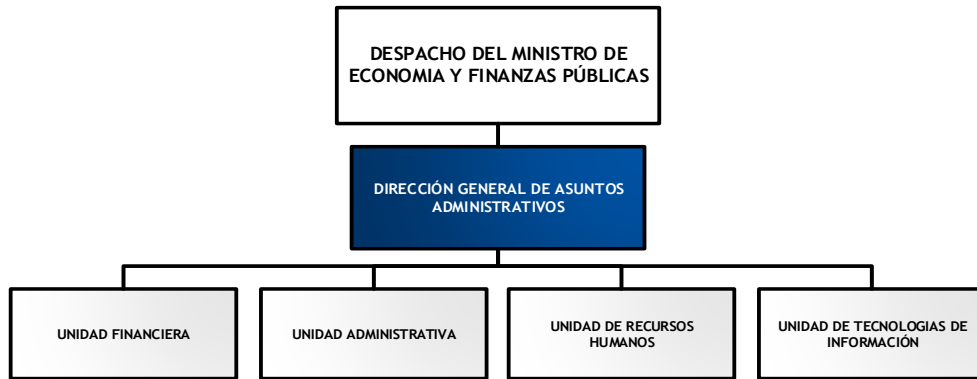 DESPACHO DEL MINISTRO DE
ECONOMIA Y FINANZAS PÚBLICAS
DIRECCIÓN GENERAL DE ASUNTOS
ADMINISTRATIVOS
UNIDAD FINANCIERA
UNIDAD ADMINISTRATIVA
UNIDAD DE RECURSOS
HUMANOS
UNIDAD DE TECNOLOGIAS DE
INFORMACIÓN